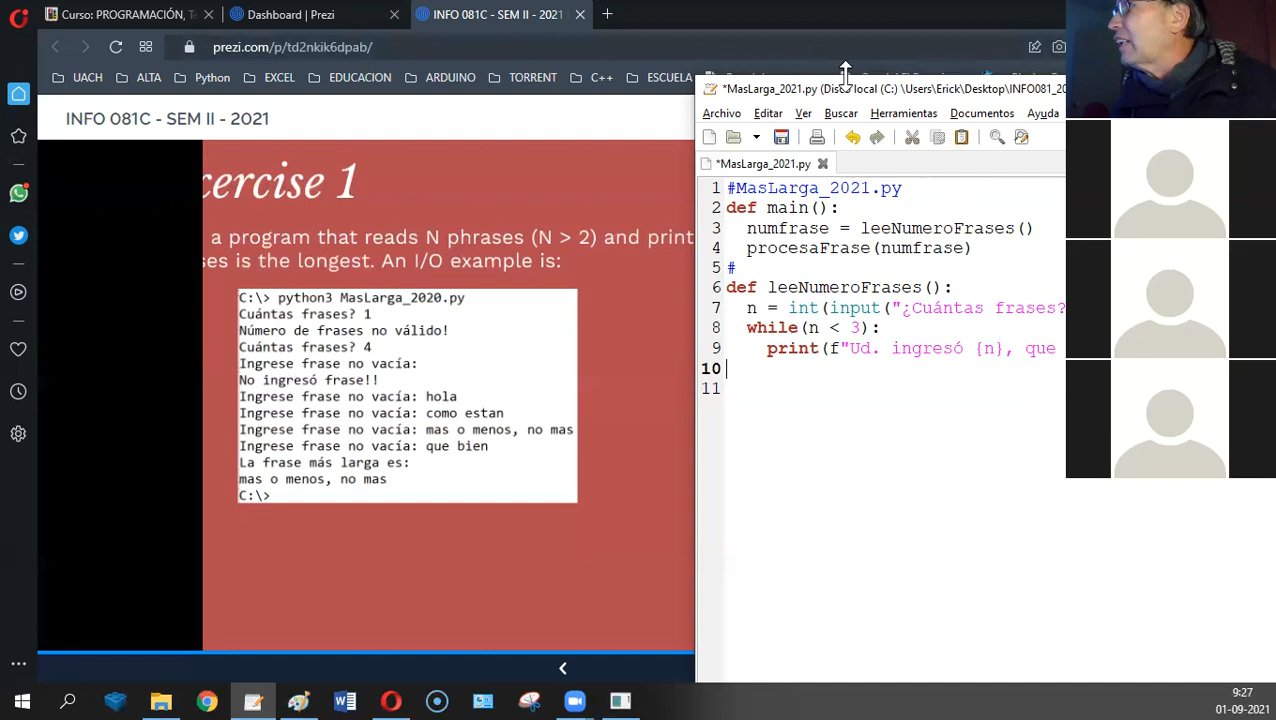 Curso: PROGRAMACIÓN, T
Dashboard | Prezi
INFO 081C - SEM II - 2021
prezi.com/p/td2nkik6dpab/
UACH
ALTA
Python
EXCEL
EDUCACION
ARDUINO
TORRENT
C++
ESCUELA
INFO 081C - SEM II - 2021
xercise 1
a program that reads N phrases (N > 2) and print
ses is the longest. An I/O example is:
C:\> python3 MasLarga_2020.py
Cuántas frases? 1
Número de frases no válido!
Cuántas frases? 4
Ingrese frase no vacía:
No ingresó frase!!
Ingrese frase no vacía: hola
Ingrese frase no vacía: como estan
Ingrese frase no vacía: mas o menos, no mas
Ingrese frase no vacía: que bien
La frase más larga es:
mas o menos, no mas
C:\>
*MasLarga_2021.py (Disco local (C:) \Users\Erick\Desktop\INFO081_20
Archivo Editar Ver Buscar Herramientas Documentos Ayuda
*MasLarga_2021.py
1 #MasLarga_2021.py
2 def main():
3 numfrase = leeNumeroFrases()
4 procesaFrase(numfrase)
5 #
6 def leeNumeroFrases():
7 n = int(input("¿Cuántas frases?
8 while(n < 3):
9 print(f"Ud. ingresó {n}, que
10
11
9:27
01-09-2021